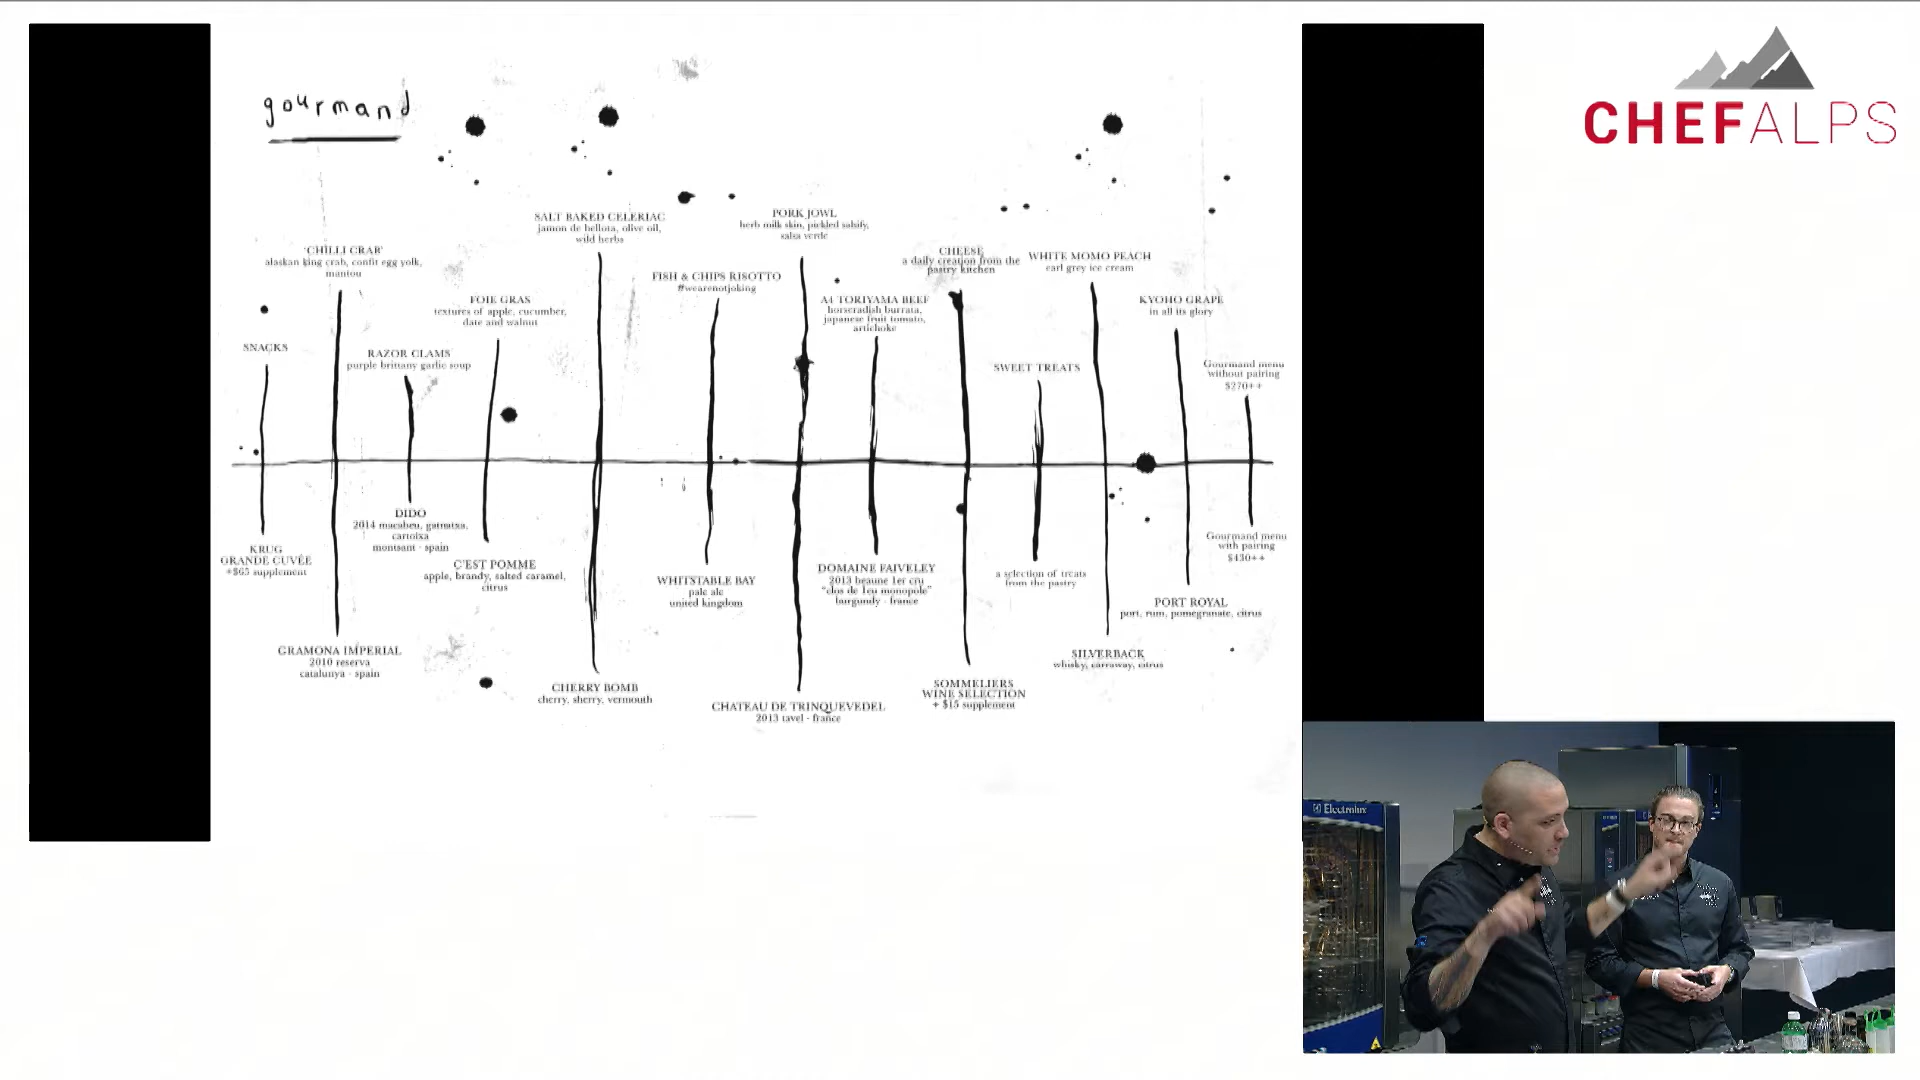 gourmand
CHEFALPS
SNACKS
'CHILLI CRAB'
alaskan king crab, confit egg yolk,
mantou
RAZOR CLAMS
purple brittany garlic soup
FOIE GRAS
textures of apple, cucumber,
date and walnut
SALT BAKED CELERIAC
jamon de bellota, olive oil,
wild herbs
FISH & CHIPS RISOTTO
#wearenotjoking
PORK JOWL
herb milk skin, pickled salsify,
salsa verde
A4 TORIYAMA BEEF
horseradish burrata,
japanese fruit tomato,
artichoke
CHEESE
a daily creation from the
pastry kitchen
SWEET TREATS
WHITE MOMO PEACH
earl grey ice cream
KYOHO GRAPE
in all its glory
Gourmand menu
without pairing
$270++
KRUG
GRANDE CUVÉE
+$65 supplement
GRAMONA IMPERIAL
2010 reserva
catalunya - spain
DIDO
2014 macabeu, garnatxa,
cartoixa
montsant - spain
C'EST POMME
apple, brandy, salted caramel,
citrus
CHERRY BOMB
cherry, sherry, vermouth
WHITSTABLE BAY
pale ale
united kingdom
CHATEAU DE TRINQUEVEDEL
2013 tavel - france
DOMAINE FAIVELEY
2013 beaune 1er cru
"clos de l'eu monopole"
burgundy - france
SOMMELIERS
WINE SELECTION
+ $15 supplement
a selection of treats
from the pastry
SILVERBACK
whisky, carraway, citrus
PORT ROYAL
port, rum, pomegranate, citrus
Gourmand menu
with pairing
$430++
Electrolux